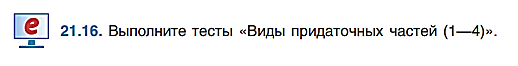 e 21.16. Выполните тесты «Виды придаточных частей (1—4)».